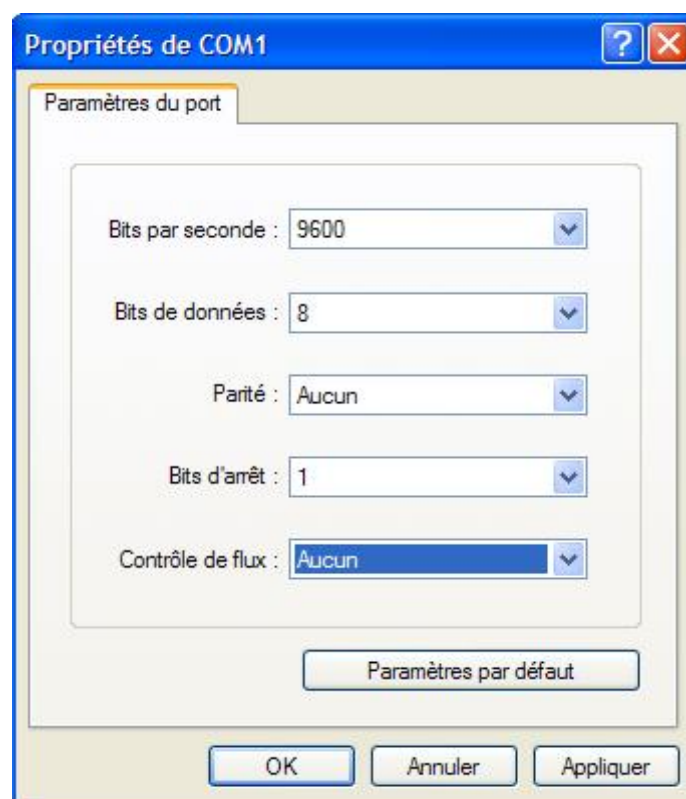 Propriétés de COM1
Paramètres du port
Bits par seconde : 9600
Bits de données : 8
Parité : Aucun
Bits d'arrêt : 1
Contrôle de flux : Aucun
Paramètres par défaut
OK Annuler Appliquer